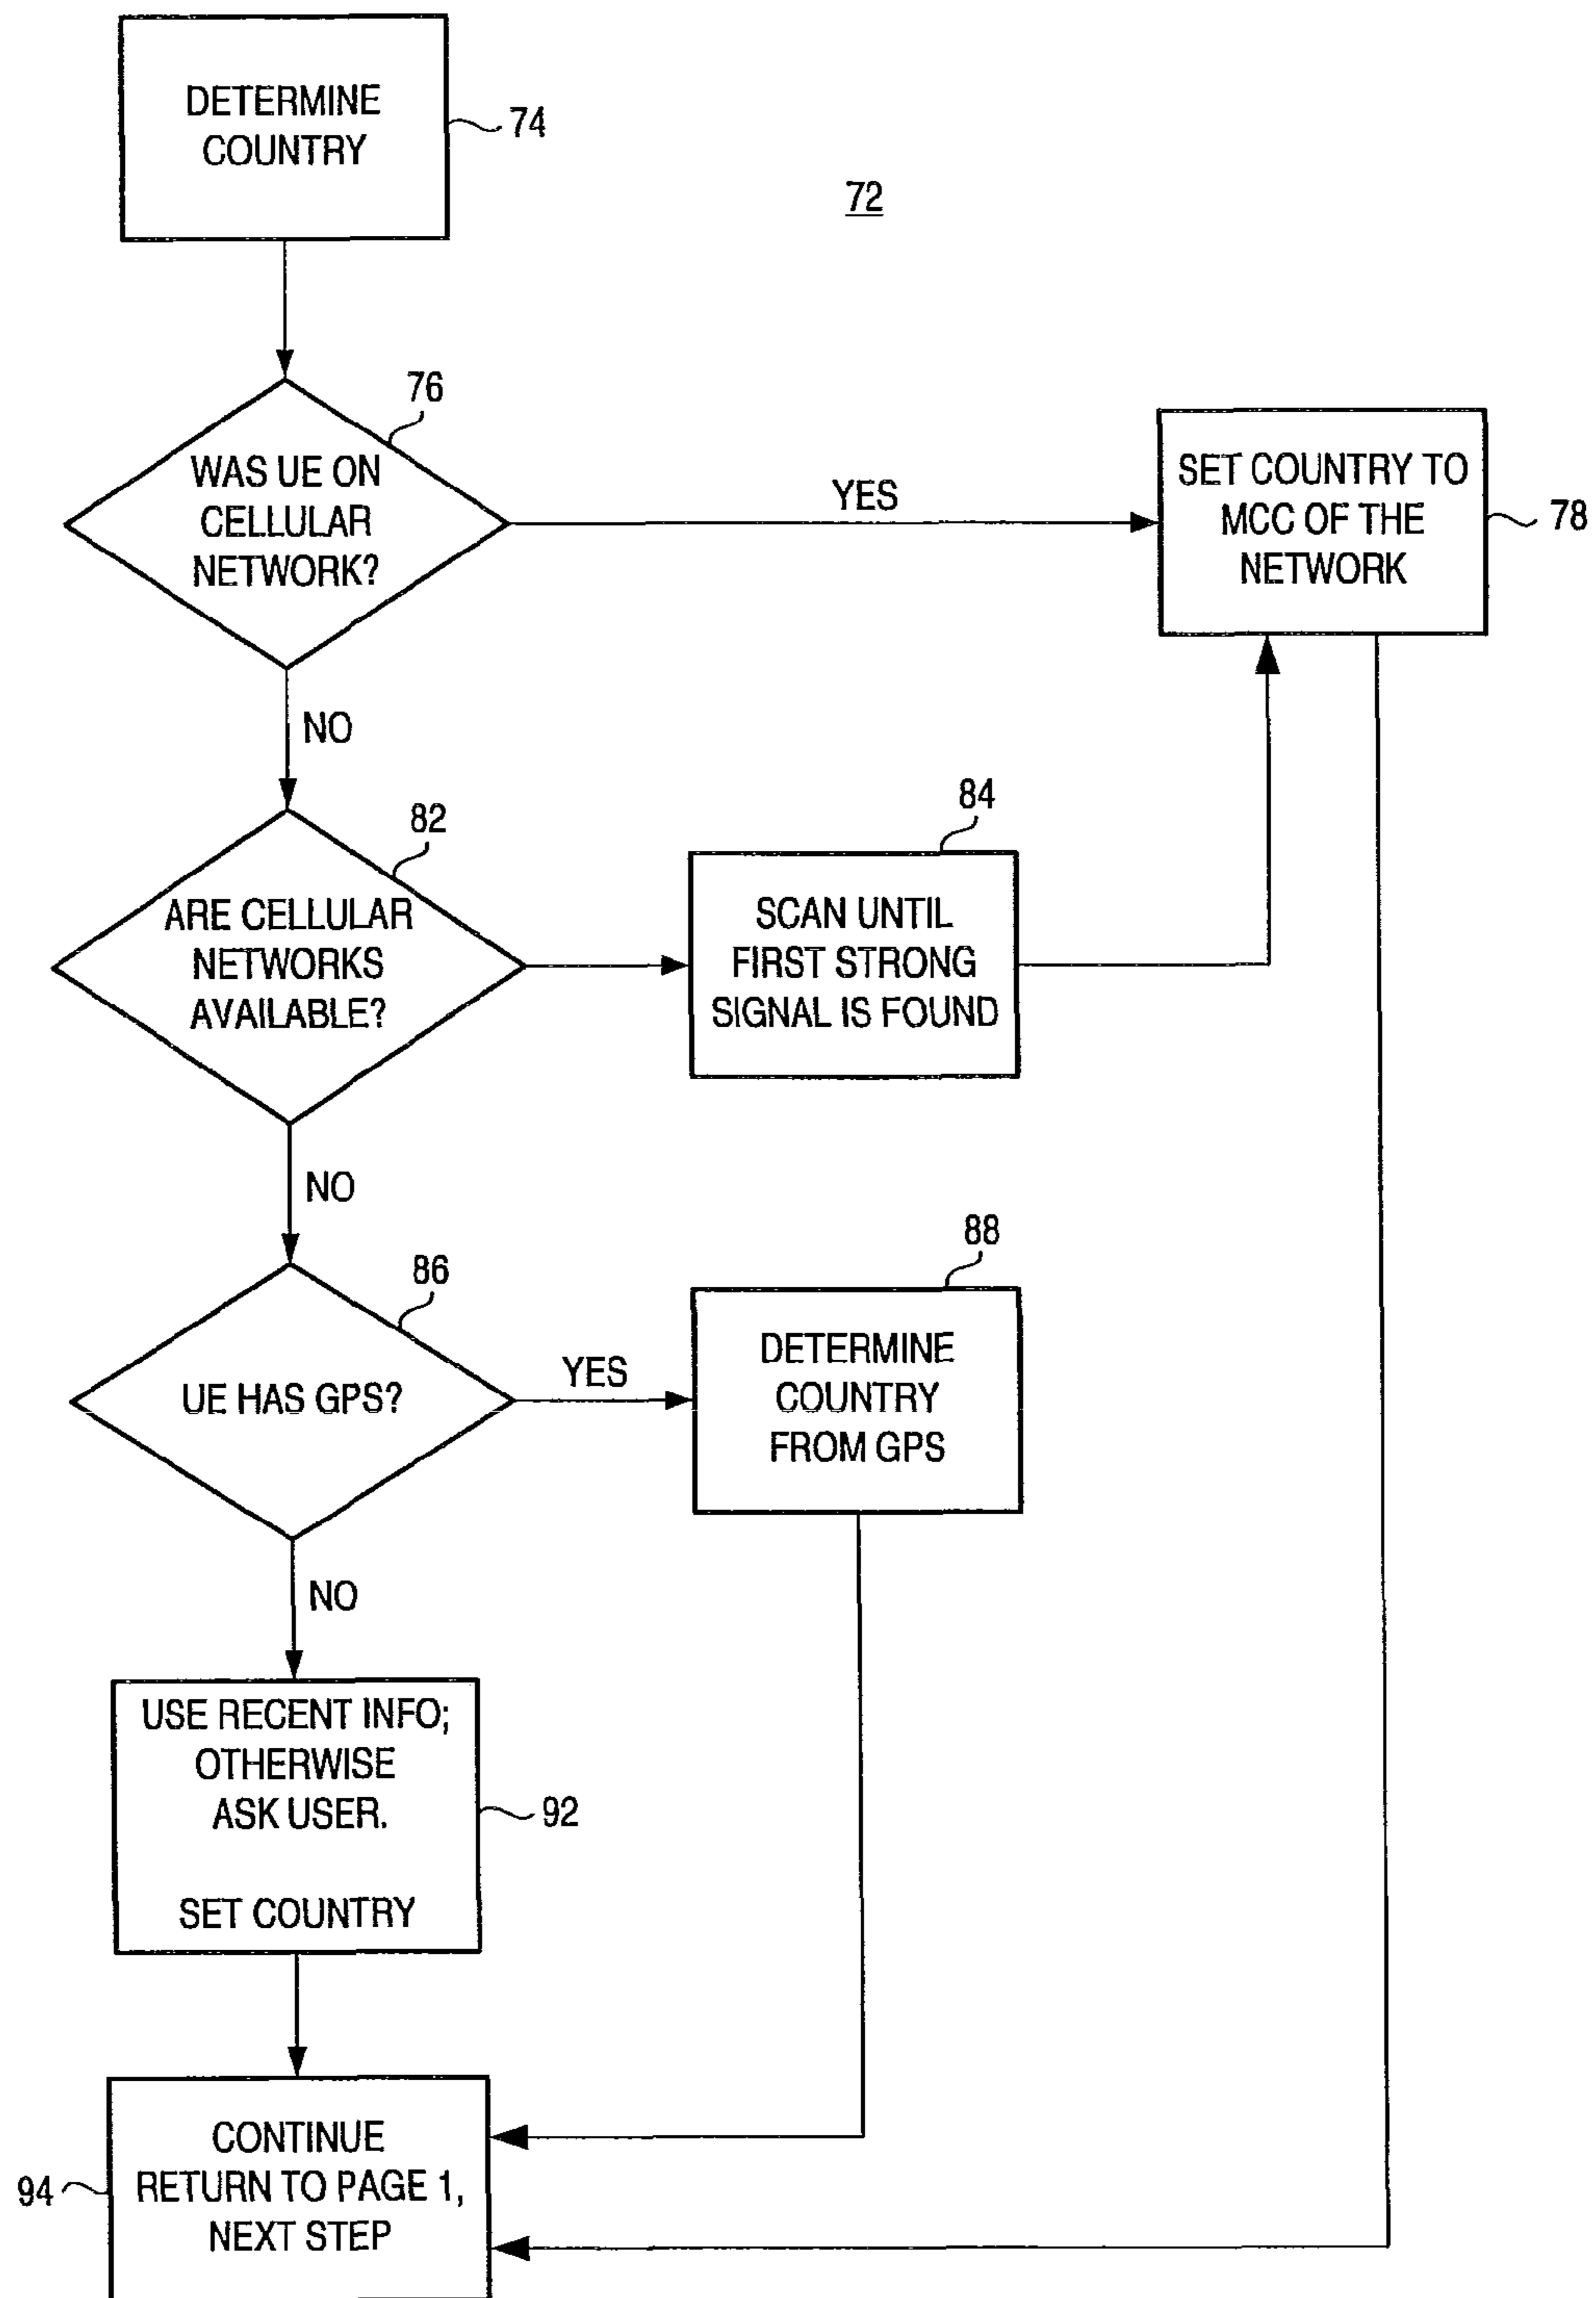 DETERMINE
COUNTRY
74
72
76
WAS UE ON
CELLULAR
NETWORK?
YES
SET COUNTRY TO
MCC OF THE
NETWORK
78
NO
82
ARE CELLULAR
NETWORKS
AVAILABLE?
84
SCAN UNTIL
FIRST STRONG
SIGNAL IS FOUND
NO
86
UE HAS GPS?
YES
88
DETERMINE
COUNTRY
FROM GPS
NO
USE RECENT INFO;
OTHERWISE
ASK USER.
SET COUNTRY
92
CONTINUE
RETURN TO PAGE 1,
NEXT STEP
94